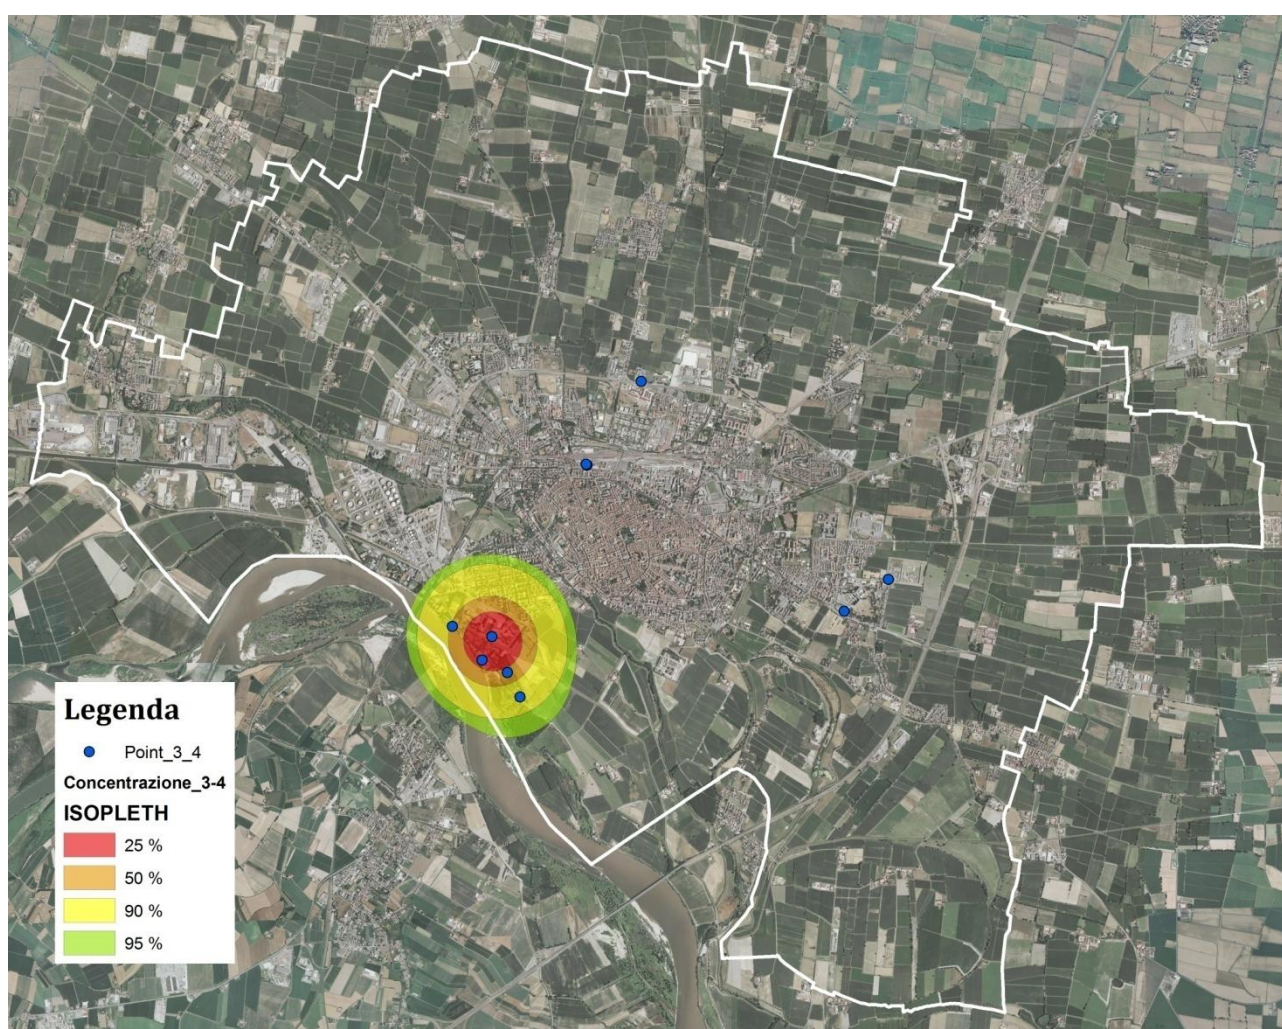 Legenda
Point_3_4
Concentrazione_3-4
ISOPLETH
25 %
50 %
90 %
95 %